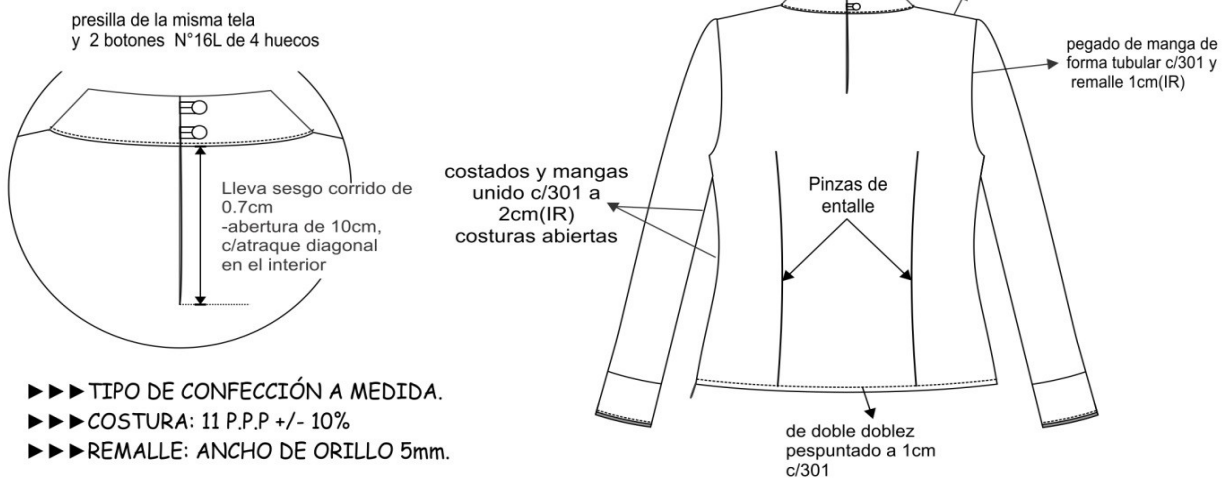 presilla de la misma tela
y 2 botones N°16L de 4 huecos
Lleva sesgo corrido de
0.7cm
-abertura de 10cm,
c/atraque diagonal
en el interior
►►►TIPO DE CONFECCIÓN A MEDIDA.
►►►COSTURA: 11 P.P.P +/- 10%
►►►REMALLE: ANCHO DE ORILLO 5mm.
pegado de manga de
forma tubular c/301 y
remalle 1cm(IR)
costados y mangas
unido c/301 a
2cm(IR)
costuras abiertas
Pinzas de
entalle
de doble doblez
pespuntado a 1cm
c/301